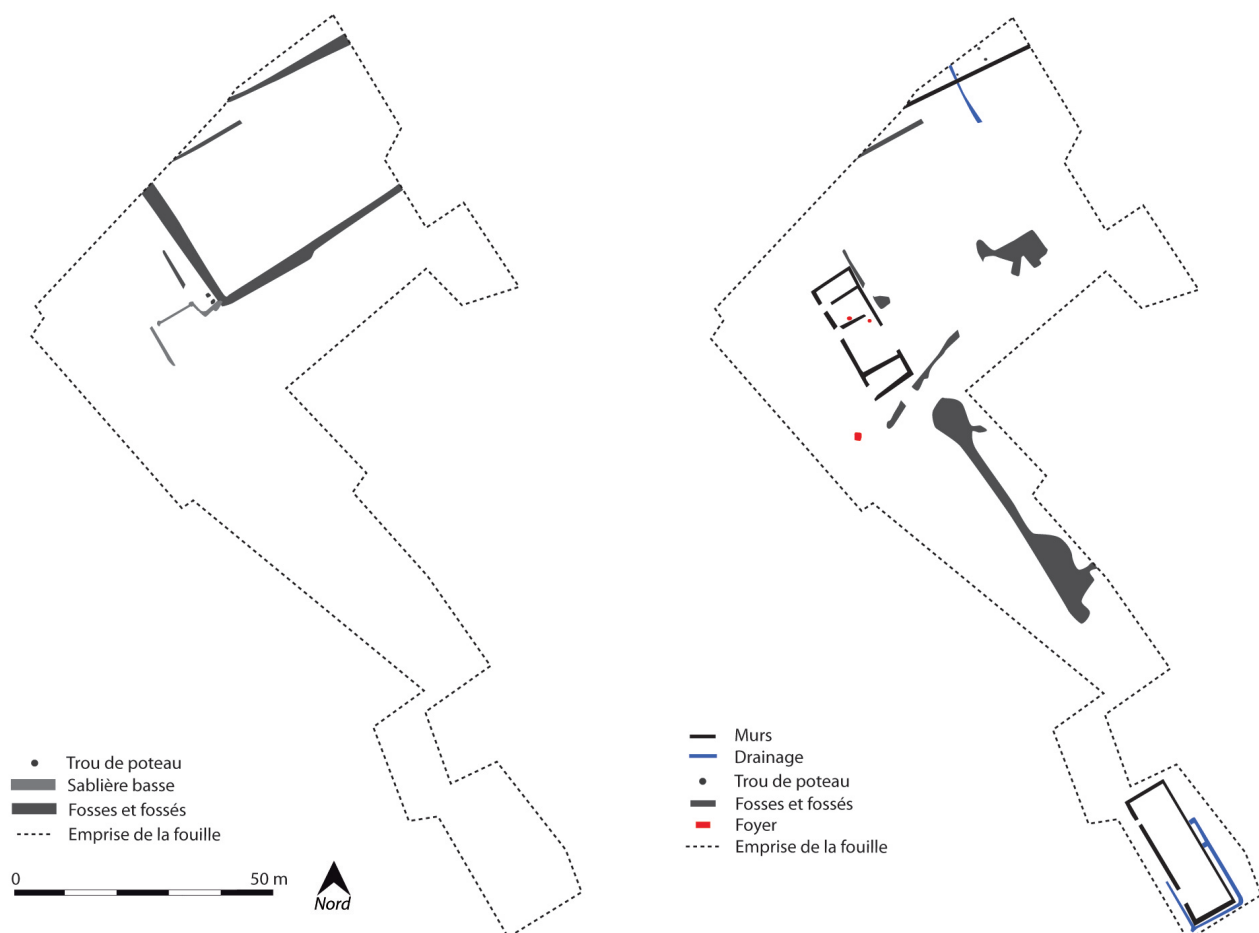 Trou de poteau
Sablière basse
Fosses et fossés
Emprise de la fouille
0
50 m
Nord
Murs
Drainage
Trou de poteau
Fosses et fossés
Foyer
Emprise de la fouille